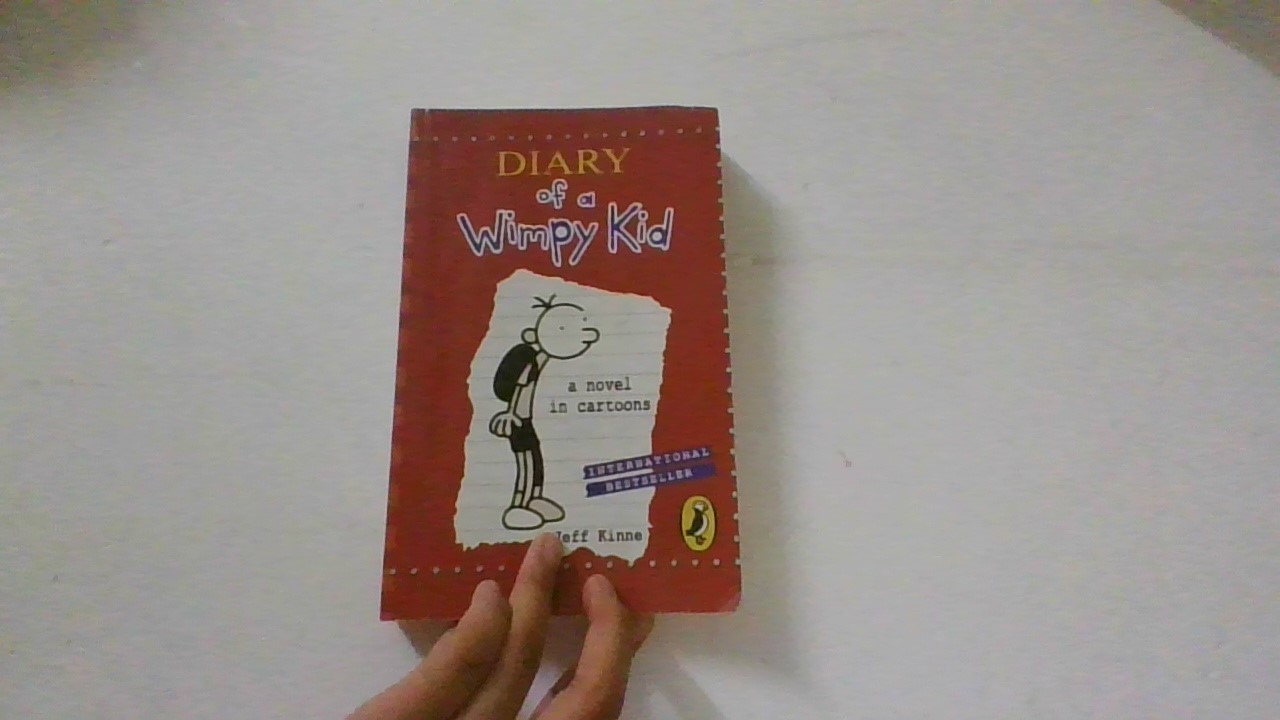 DIARY
of a
Wimpy Kid
a novel
in cartoons
INTERNATIONAL
BESTSELLER
Jeff Kinne